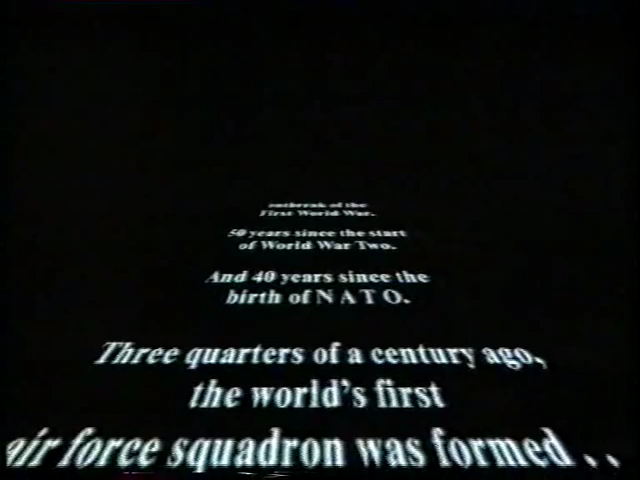 outbreak of the
First World War.
50 years since the start
of World War Two.
And 40 years since the
birth of N A T O.
Three quarters of a century ago,
the world's first
air force squadron was formed . .